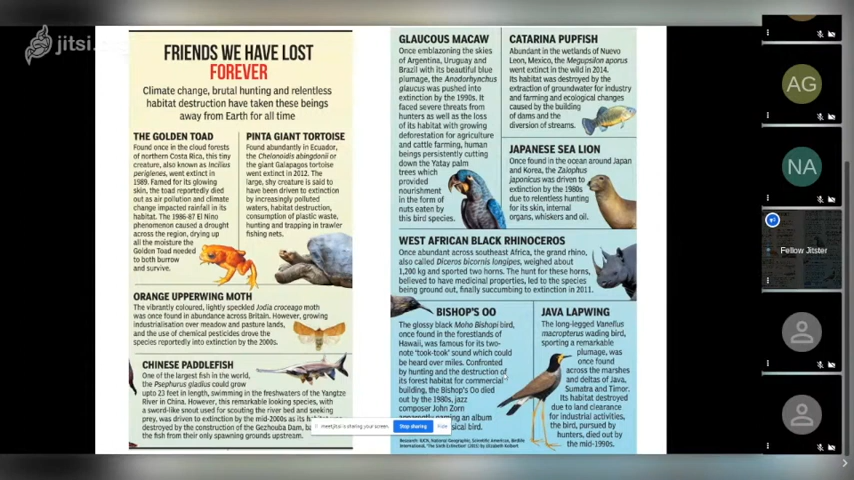 jitsi.
FRIENDS WE HAVE LOST
FOREVER
Climate change, brutal hunting and relentless
habitat destruction have taken these beings
away from Earth for all time
THE GOLDEN TOAD
Found once in the cloud forests
of northern Costa Rica, this tiny
creature, also known as Incilius
periglenes, went extinct in
1989. Famed for its glowing
skin, the toad reportedly died
out as air pollution and climate
change impacted rainfall in its
habitat. The 1986-87 El Nino
phenomenon caused a drought
across the region, drying up
all the moisture the
Golden Toad needed
to both burrow
and survive.
PINTA GIANT TORTOISE
Found abundantly in Ecuador,
the Chelonoidis abingdonii or
the giant Galapagos tortoise
went extinct in 2012. The
large, shy creature is said to
have been driven to extinction
by increasingly polluted
waters, habitat destruction,
consumption of plastic waste,
hunting and trapping in trawler
fishing nets.
ORANGE UPPERWING MOTH
The vibrantly coloured, lightly speckled Jodia croceago moth
was once found in abundance across Britain. However, growing
industrialisation over meadow and pasture lands,
and the use of chemical pesticides drove the
species reportedly into extinction by the 2000s.
CHINESE PADDLEFISH
One of the largest fish in the world,
the Psephurus gladius could grow
upto 23 feet in length, swimming in the freshwaters of the Yangtze
River in China. However, this remarkable looking species, with
a sword-like snout used for scouting the river bed and seeking
prey, was driven to extinction by the mid-2000s as its
destroyed by the construction of the Gezhouba Dam,
the fish from their only spawning grounds upstream.
GLAUCOUS MACAW
Once emblazoning the skies
of Argentina, Uruguay and
Brazil with its beautiful blue
plumage, the Anodorhynchus
glaucus was pushed into
extinction by the 1990s. It
faced severe threats from
hunters as well as the loss
of its habitat with growing
deforestation for agriculture
and cattle farming, human
beings persistently cutting
down the Yatay palm
trees which
provided
nourishment
in the form of
nuts eaten by
this bird species.
CATARINA PUPFISH
Abundant in the wetlands of Nuevo
Leon, Mexico, the Megupsilon aporus
went extinct in the wild in 2014.
Its habitat was destroyed by the
extraction of groundwater for industry
and farming and ecological changes
caused by the building
of dams and the
diversion of streams.
JAPANESE SEA LION
Once found in the ocean around Japan
and Korea, the Zalophus
japonicus was driven to
extinction by the 1980s
due to relentless hunting
for its skin, internal
organs, whiskers and oil.
WEST AFRICAN BLACK RHINOCEROS
Once abundant across southeast Africa, the grand rhino,
also called Diceros bicornis longipes, weighed about
1,200 kg and sported two horns. The hunt for these horns,
believed to have medicinal properties, led to the species
being ground out, finally succumbing to extinction in 2011.
BISHOP'S OO
The glossy black Moho Bishopi bird,
once found in the forestlands of
Hawaii, was famous for its two-
note 'took-took' sound which could
be heard over miles. Confronted
by hunting and the destruction of
its forest habitat for commercial
building, the Bishop's Oo died
out by the 1980s, jazz
composer John Zorn
an album
bird.
JAVA LAPWING
The long-legged Vanellus
macropterus wading bird,
sporting a remarkable
plumage, was
once found
across the marshes
and deltas of Java,
Sumatra and Timor.
Its habitat destroyed
due to land clearance
for industrial activities,
the bird, pursued by
hunters, died out by
the mid-1990s.
Research: IUCN, National Geographic, Scientific American, Birdlife
International, 'The Sixth Extinction' (2015) by Elizabeth Kolbert
meet.jit.si is sharing your screen.
Stop sharing
Hide
AG
NA
Fellow Jitster